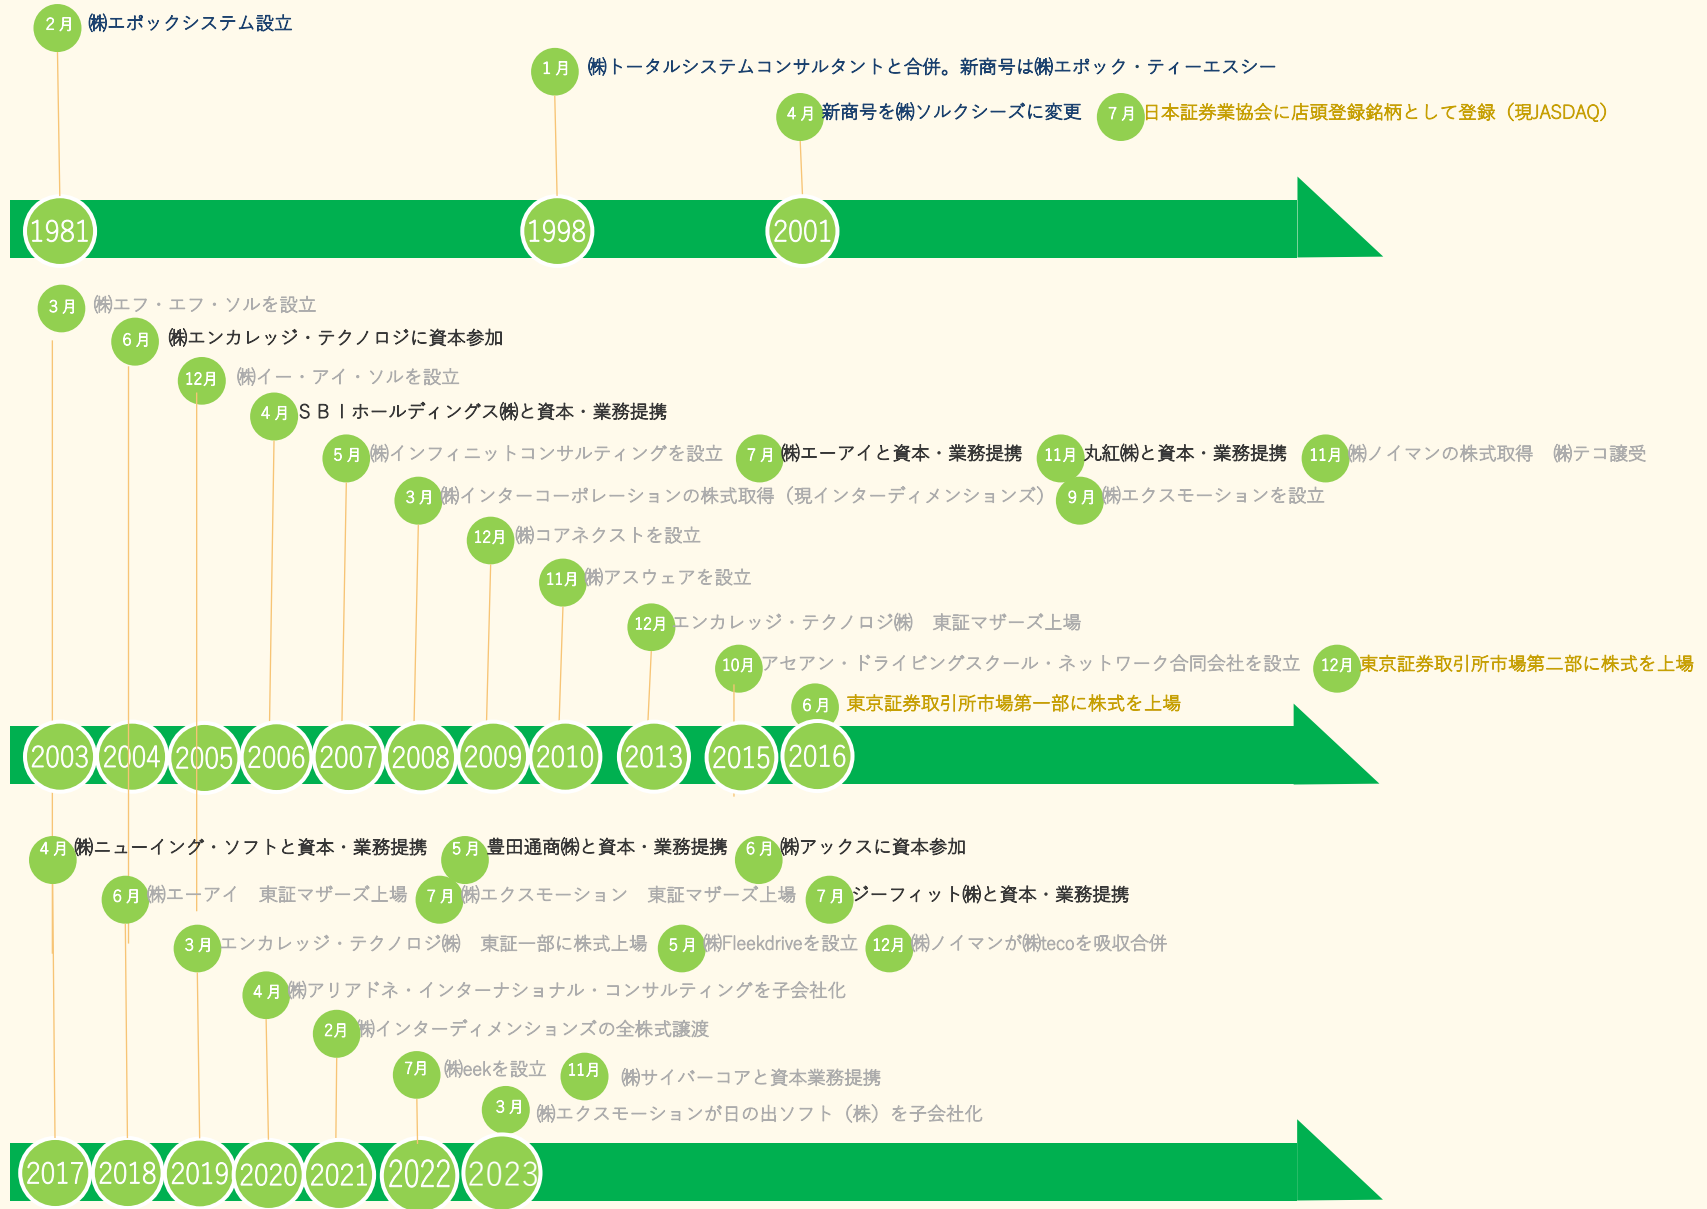 2月 ㈱エポックシステム設立
1月 ㈱トータルシステムコンサルタントと合併。新商号は㈱エポック・ティーエスシー
4月 新商号を㈱ソルクシーズに変更 7月 日本証券業協会に店頭登録銘柄として登録（現JASDAQ）
1981 1998 2001
3月 ㈱エフ・エフ・ソルを設立
6月 ㈱エンカレッジ・テクノロジに資本参加
12月 ㈱イー・アイ・ソルを設立
4月 ＳＢＩホールディングス㈱と資本・業務提携
5月 ㈱インフィニットコンサルティングを設立 7月 ㈱エーアイと資本・業務提携 11月 丸紅㈱と資本・業務提携 11月 ㈱ノイマンの株式取得　㈱テコ譲受
3月 ㈱インターコーポレーションの株式取得（現インターディメンションズ） 9月 ㈱エクスモーションを設立
12月 ㈱コアネクストを設立
11月 ㈱アスウェアを設立
12月 エンカレッジ・テクノロジ㈱　東証マザーズ上場
10月 アセアン・ドライビングスクール・ネットワーク合同会社を設立 12月 東京証券取引所市場第二部に株式を上場
6月 東京証券取引所市場第一部に株式を上場
2003 2004 2005 2006 2007 2008 2009 2010 2013 2015 2016
4月 ㈱ニューイング・ソフトと資本・業務提携 5月 豊田通商㈱と資本・業務提携 6月 ㈱アックスに資本参加
6月 ㈱エーアイ　東証マザーズ上場 7月 ㈱エクスモーション　東証マザーズ上場 7月 ジーフィット㈱と資本・業務提携
3月 エンカレッジ・テクノロジ㈱　東証一部に株式上場 5月 ㈱Fleekdriveを設立 12月 ㈱ノイマンが㈱tecoを吸収合併
4月 ㈱アリアドネ・インターナショナル・コンサルティングを子会社化
2月 ㈱インターディメンションズの全株式譲渡
7月 ㈱eekを設立 11月 ㈱サイバーコアと資本業務提携
3月 ㈱エクスモーションが日の出ソフト（株）を子会社化
2017 2018 2019 2020 2021 2022 2023